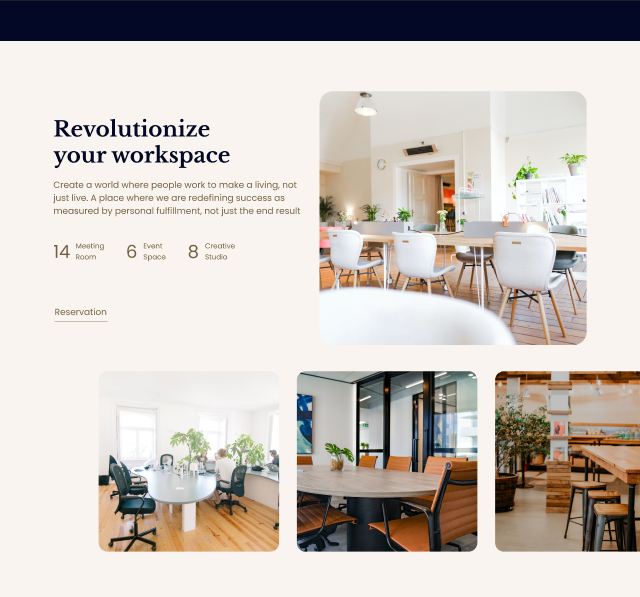 Revolutionize
your workspace
Create a world where people work to make a living, not
just live. A place where we are redefining success as
measured by personal fulfillment, not just the end result
14 Meeting Room
6 Event Space
8 Creative Studio
Reservation